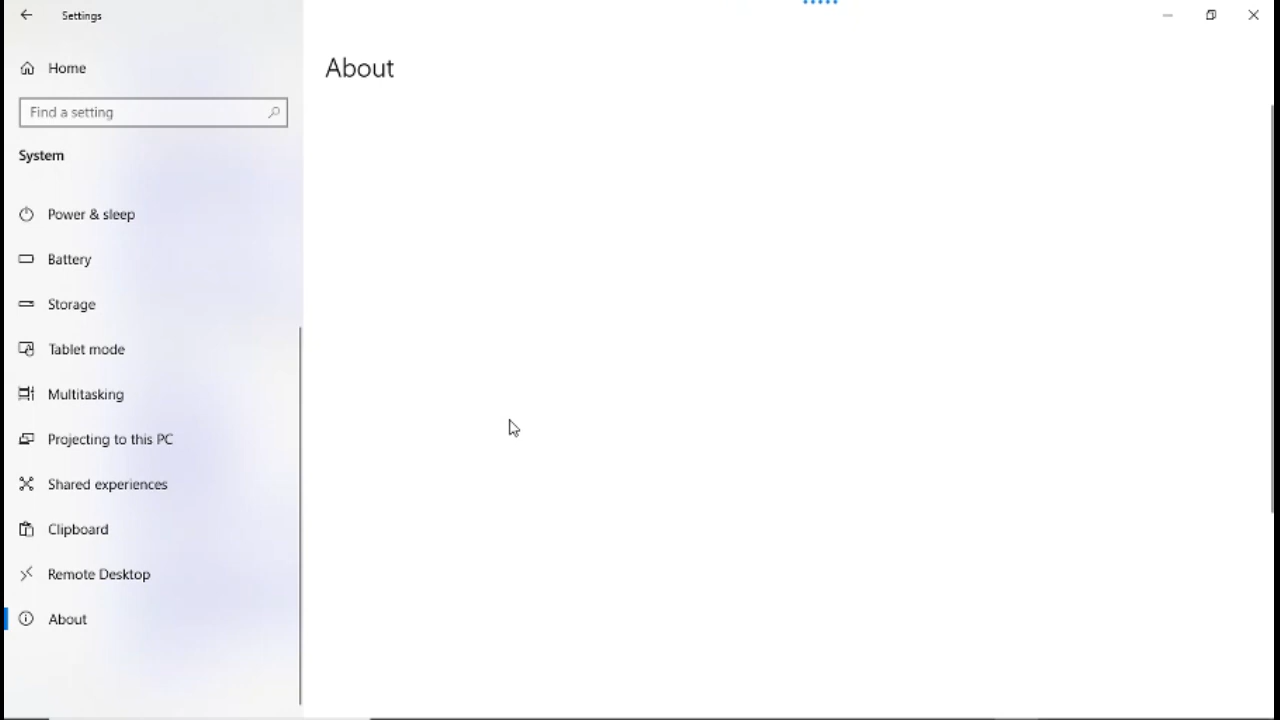 Settings
Home
About
Find a setting
System
Power & sleep
Battery
Storage
Tablet mode
Multitasking
Projecting to this PC
Shared experiences
Clipboard
Remote Desktop
About